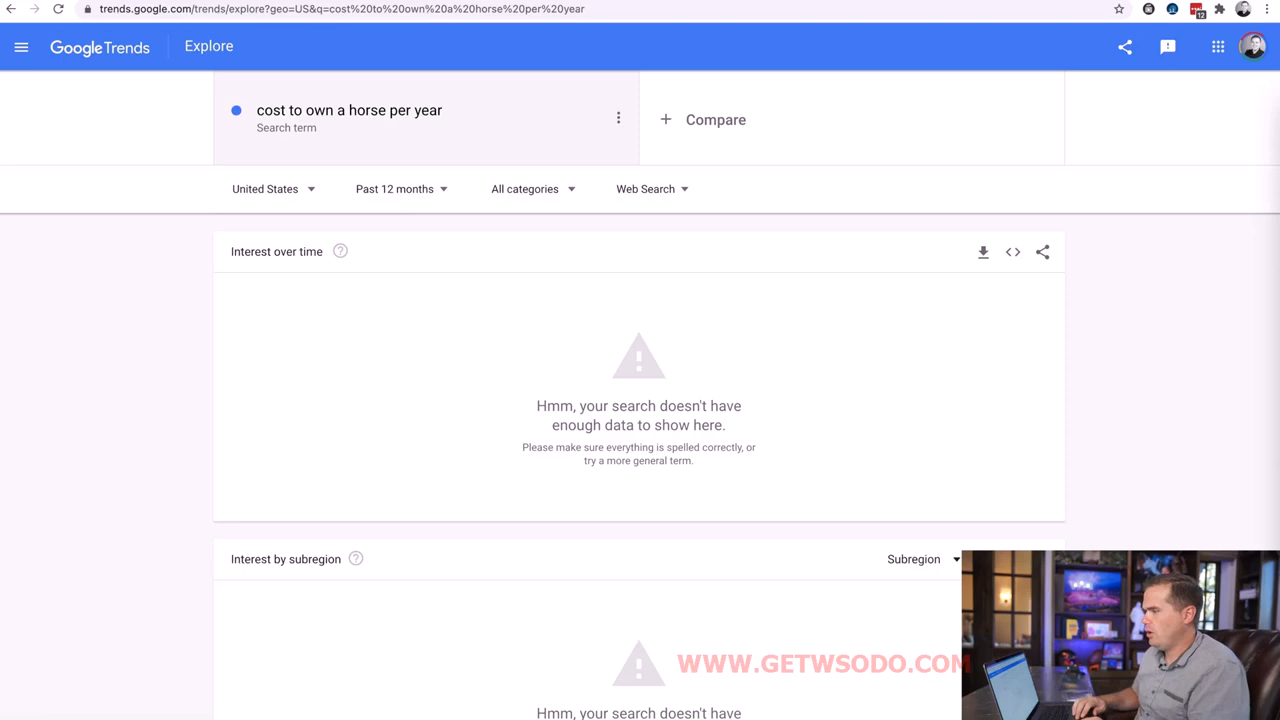 trends.google.com/trends/explore?geo=US&q=cost%20to%20own%20a%20horse%20per%20year
12
Google Trends
Explore
cost to own a horse per year
Search term
+ Compare
United States
Past 12 months
All categories
Web Search
Interest over time
Hmm, your search doesn't have
enough data to show here.
Please make sure everything is spelled correctly, or
try a more general term.
Interest by subregion
Subregion
WWW.GETWSODO.COM
Hmm, your search doesn't have